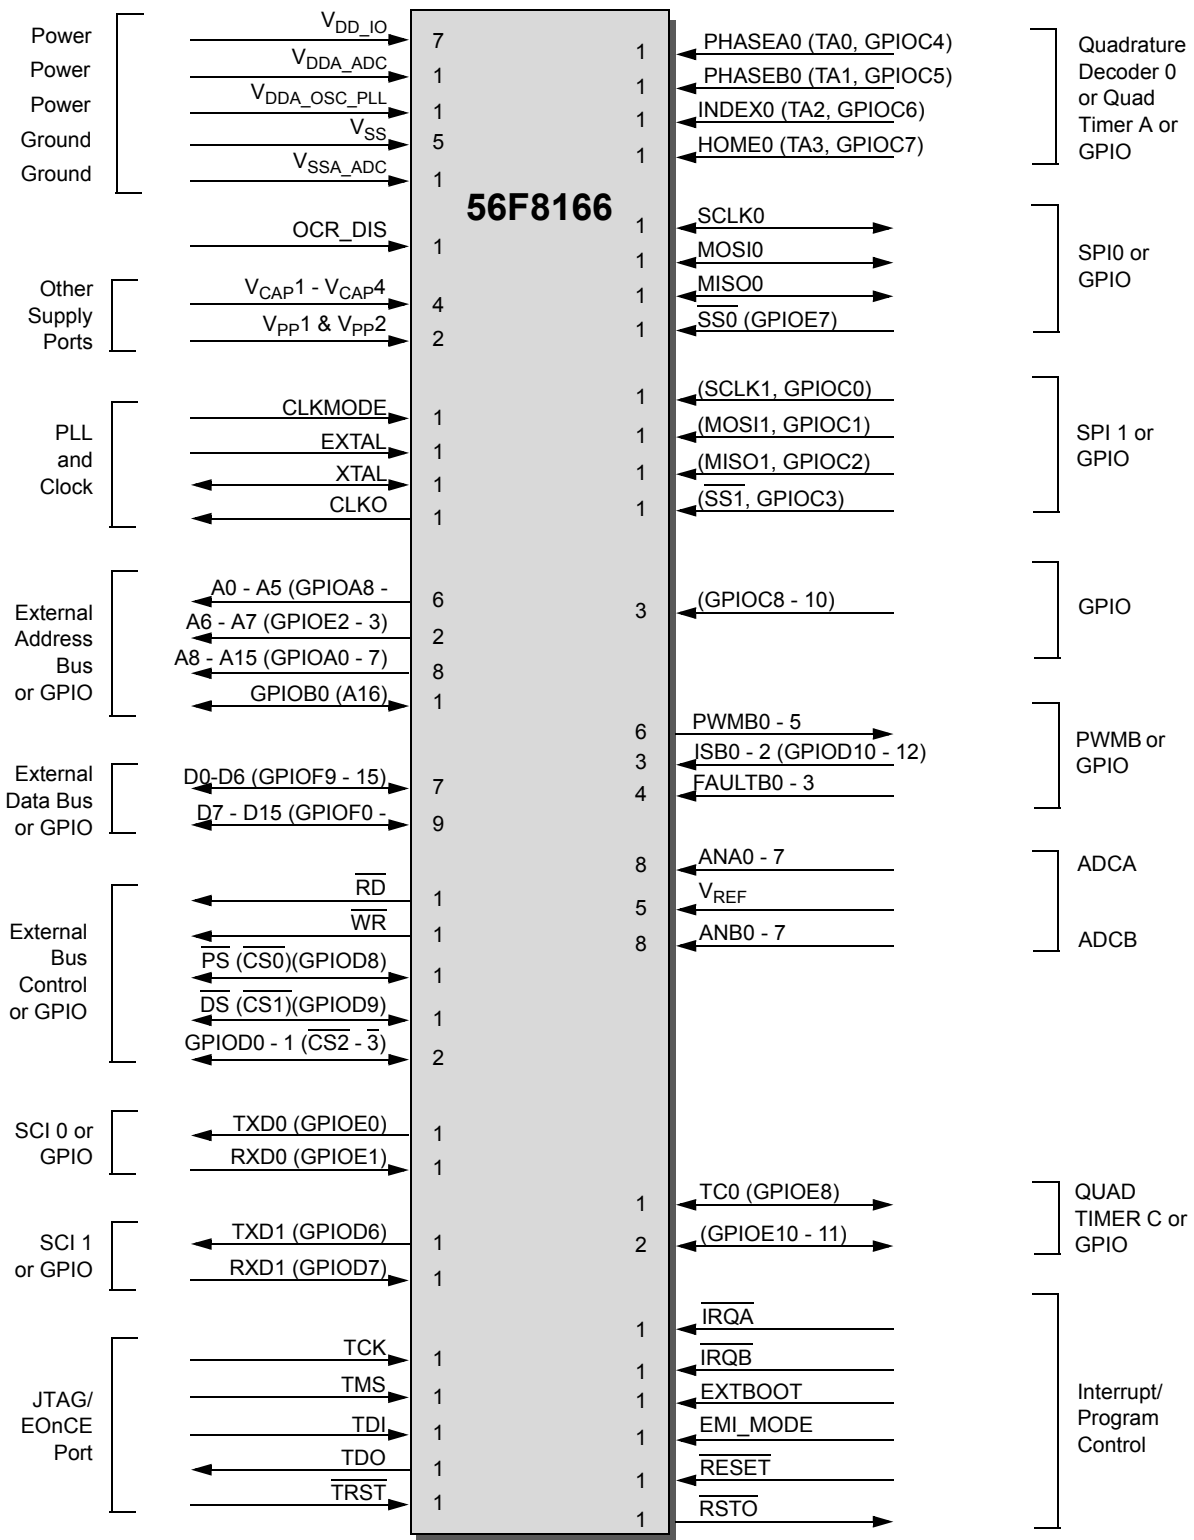 56F8166
Power
Power
Power
Ground
Ground
VDD_IO 7
VDDA_ADC 1
VDDA_OSC_PLL 1
VSS 5
VSSA_ADC 1
OCR_DIS 1
Other
Supply
Ports
VCAP1 - VCAP4 4
VPP1 & VPP2 2
PLL
and
Clock
CLKMODE 1
EXTAL 1
XTAL 1
CLKO 1
External
Address
Bus
or GPIO
A0 - A5 (GPIOA8 - 6
A6 - A7 (GPIOE2 - 3) 2
A8 - A15 (GPIOA0 - 7) 8
GPIOB0 (A16) 1
External
Data Bus
or GPIO
D0-D6 (GPIOF9 - 15) 7
D7 - D15 (GPIOF0 - 9
External
Bus
Control
or GPIO
RD 1
WR 1
PS (CS0)(GPIOD8) 1
DS (CS1)(GPIOD9) 1
GPIOD0 - 1 (CS2 - 3) 2
SCI 0 or
GPIO
TXD0 (GPIOE0) 1
RXD0 (GPIOE1) 1
SCI 1
or GPIO
TXD1 (GPIOD6) 1
RXD1 (GPIOD7) 1
JTAG/
EOnCE
Port
TCK 1
TMS 1
TDI 1
TDO 1
TRST 1
1 PHASEA0 (TA0, GPIOC4)
1 PHASEB0 (TA1, GPIOC5)
1 INDEX0 (TA2, GPIOC6)
1 HOME0 (TA3, GPIOC7)
Quadrature
Decoder 0
or Quad
Timer A or
GPIO
1 SCLK0
1 MOSI0
1 MISO0
1 SS0 (GPIOE7)
SPI0 or
GPIO
1 (SCLK1, GPIOC0)
1 (MOSI1, GPIOC1)
1 (MISO1, GPIOC2)
1 (SS1, GPIOC3)
SPI 1 or
GPIO
3 (GPIOC8 - 10)
GPIO
6 PWMB0 - 5
3 ISB0 - 2 (GPIOD10 - 12)
4 FAULTB0 - 3
PWMB or
GPIO
8 ANA0 - 7
5 VREF
8 ANB0 - 7
ADCA
ADCB
1 TC0 (GPIOE8)
2 (GPIOE10 - 11)
QUAD
TIMER C or
GPIO
1 IRQA
1 IRQB
1 EXTBOOT
1 EMI_MODE
1 RESET
1 RSTO
Interrupt/
Program
Control